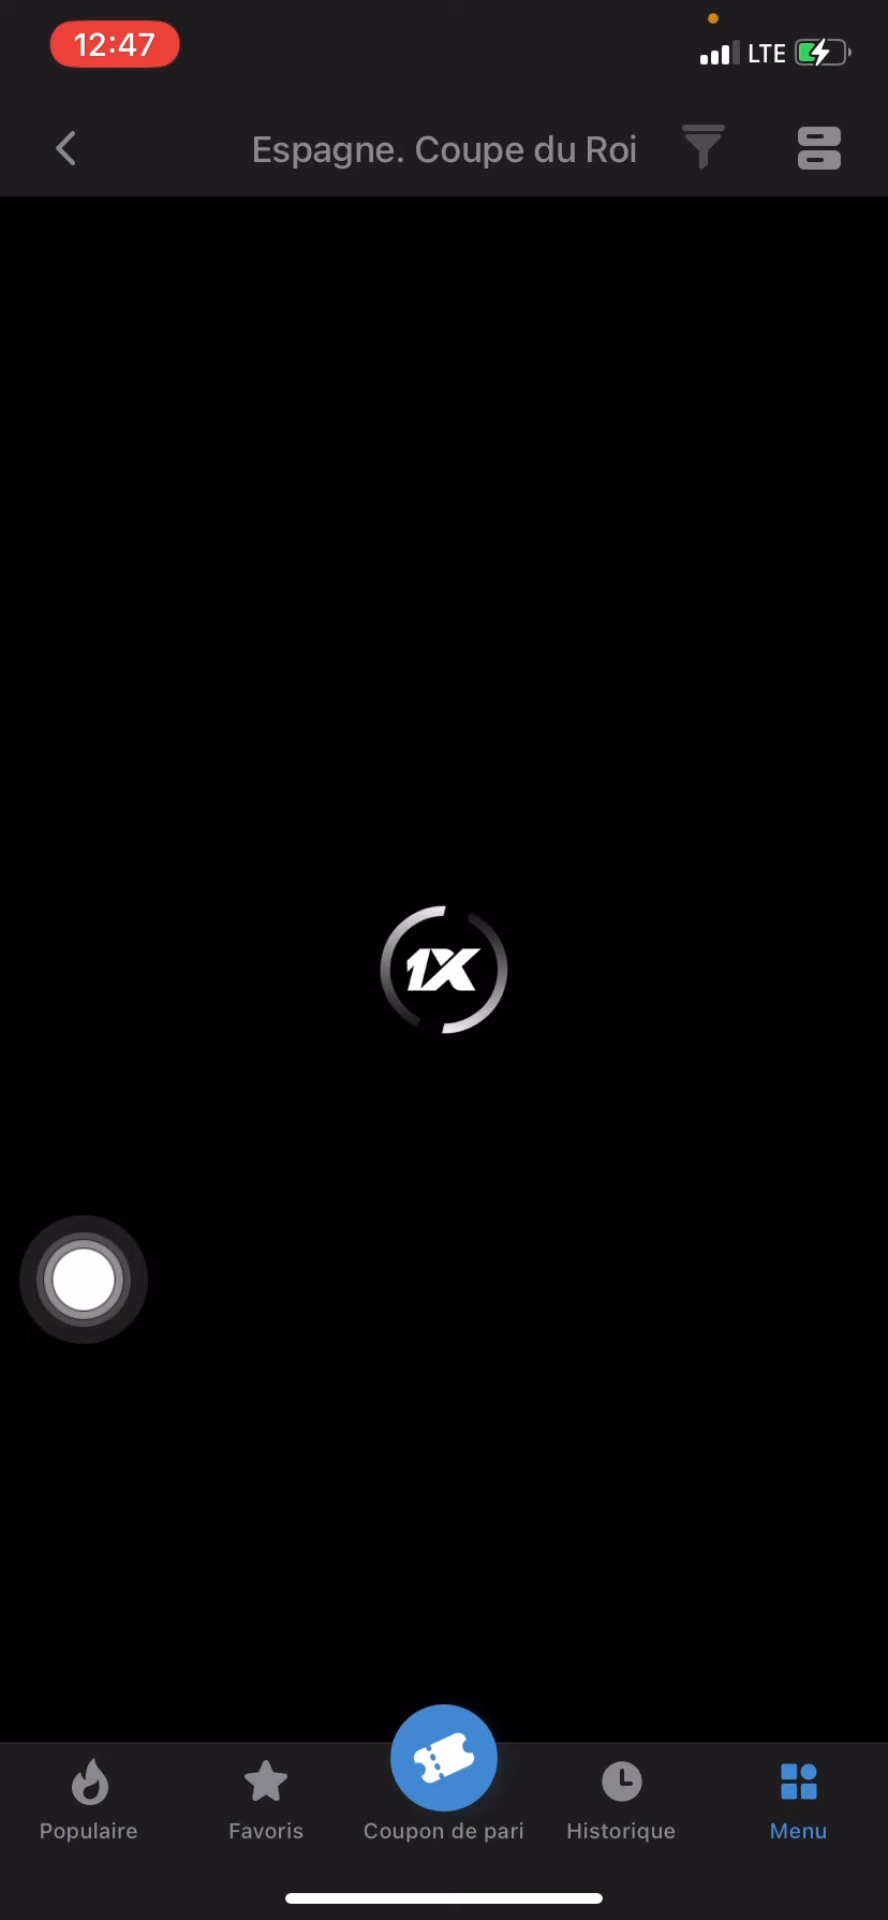 12:47
LTE
Espagne. Coupe du Roi
1X
Populaire
Favoris
Coupon de pari
Historique
Menu